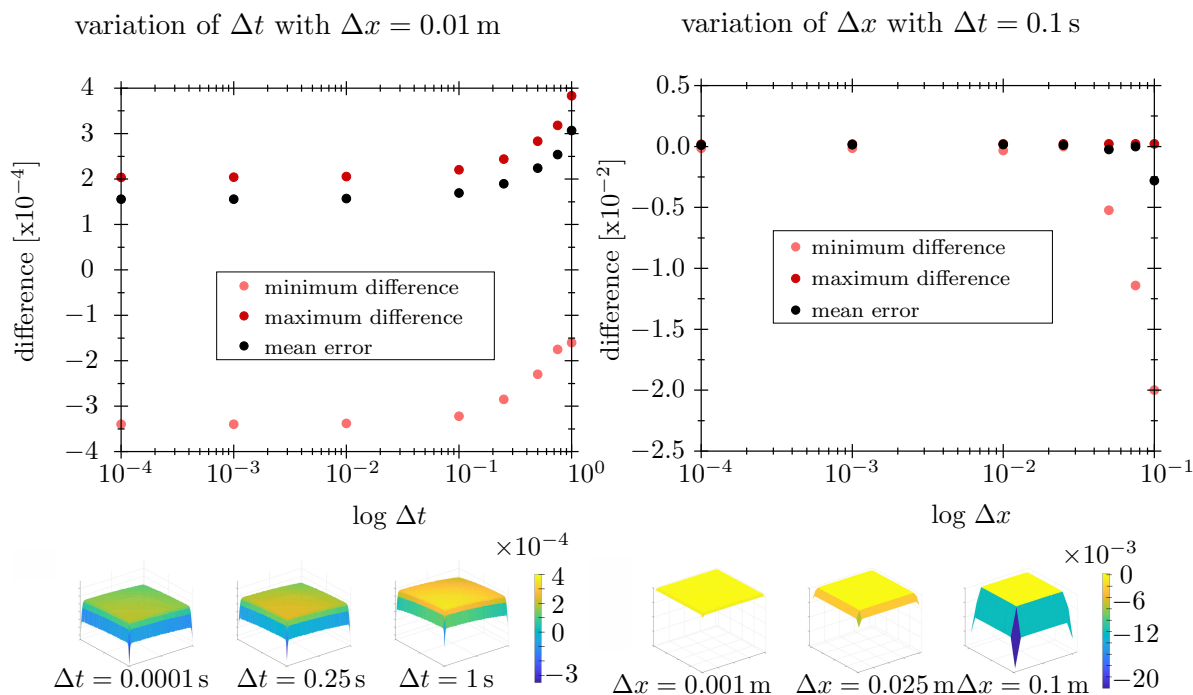 variation of Δt with Δx = 0.01 m
variation of Δx with Δt = 0.1 s
difference [x10⁻⁴]
4
3
2
1
0
−1
−2
−3
−4
minimum difference
maximum difference
mean error
10⁻⁴ 10⁻³ 10⁻² 10⁻¹ 10⁰
log Δt
difference [x10⁻²]
0.5
0.0
−0.5
−1.0
−1.5
−2.0
−2.5
minimum difference
maximum difference
mean error
10⁻⁴ 10⁻³ 10⁻² 10⁻¹
log Δx
×10⁻⁴
4
2
0
−3
Δt = 0.0001 s Δt = 0.25 s Δt = 1 s
×10⁻³
0
−6
−12
−20
Δx = 0.001 m Δx = 0.025 m Δx = 0.1 m